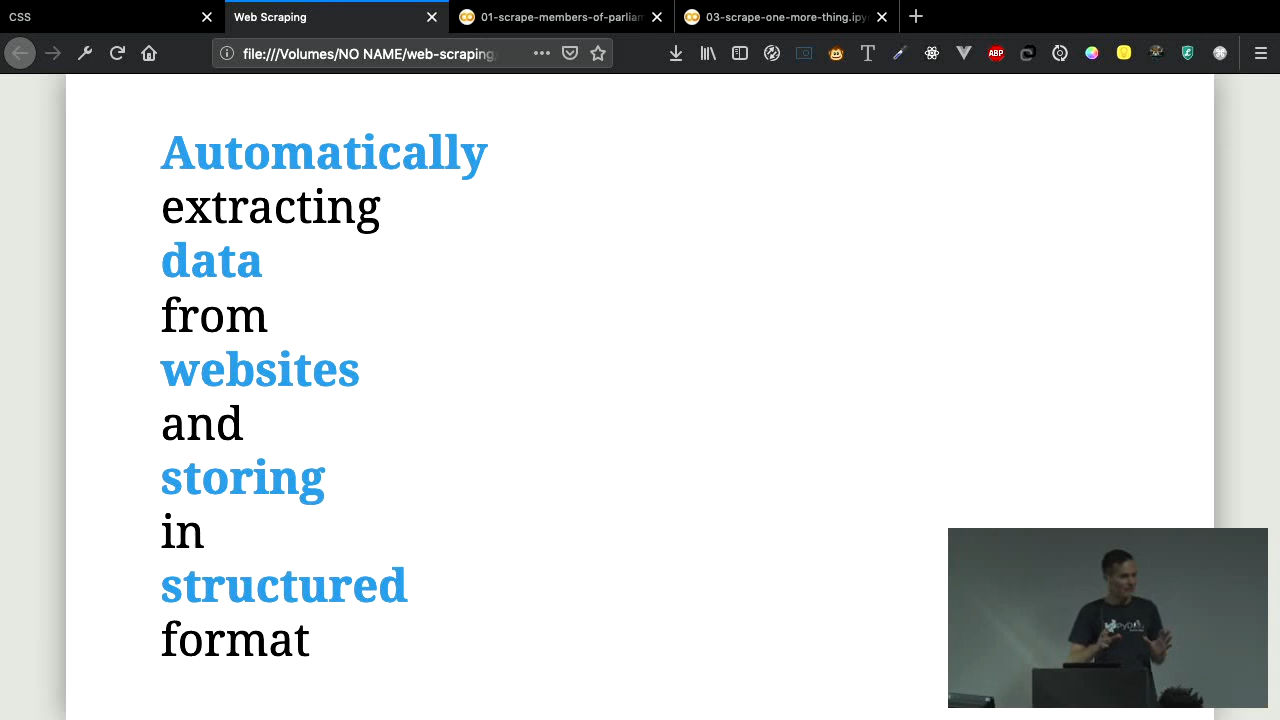 CSS
Web Scraping
01-scrape-members-of-parliam
03-scrape-one-more-thing.ipy
file:///Volumes/NO NAME/web-scraping
ABP
Automatically
extracting
data
from
websites
and
storing
in
structured
format